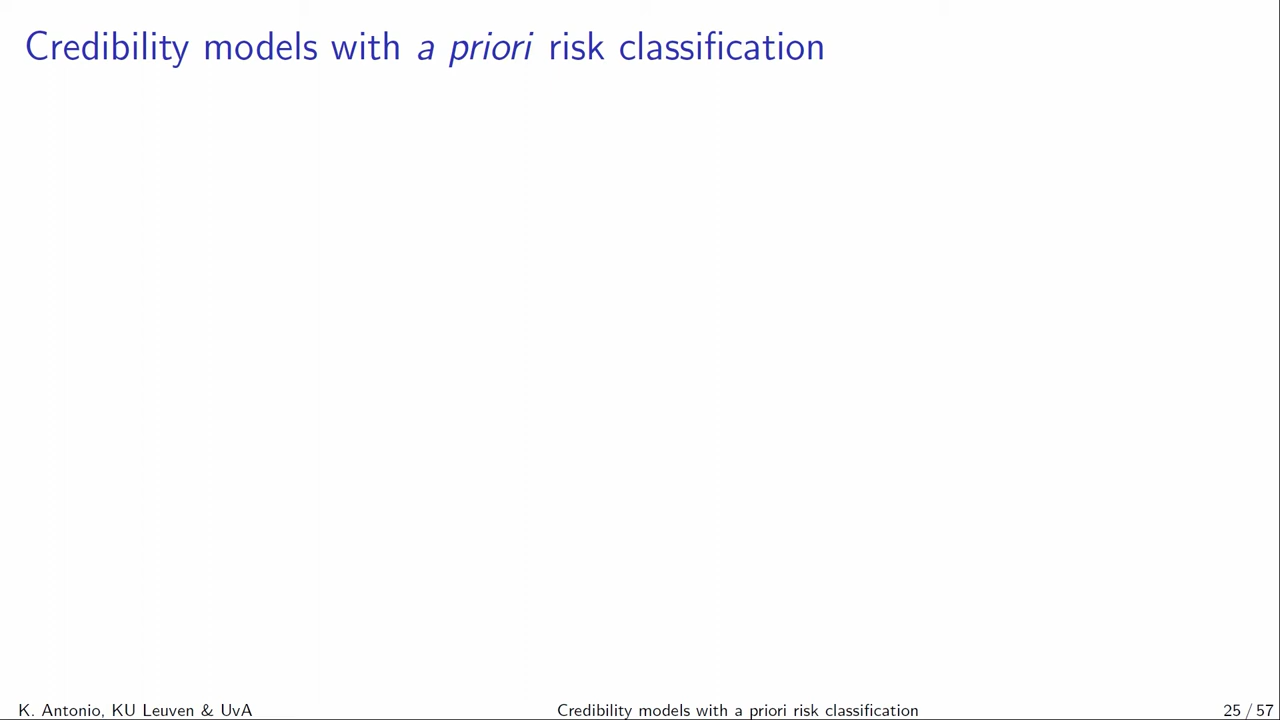 Credibility models with a priori risk classification
K. Antonio, KU Leuven & UvA
Credibility models with a priori risk classification
25 / 57